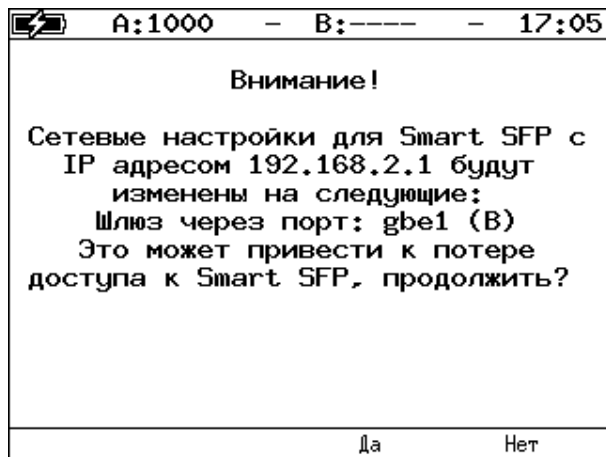 A:1000 – B:---- – 17:05
Внимание!
Сетевые настройки для Smart SFP с
IP адресом 192.168.2.1 будут
изменены на следующие:
Шлюз через порт: gbe1 (B)
Это может привести к потере
доступа к Smart SFP, продолжить?
Да Нет